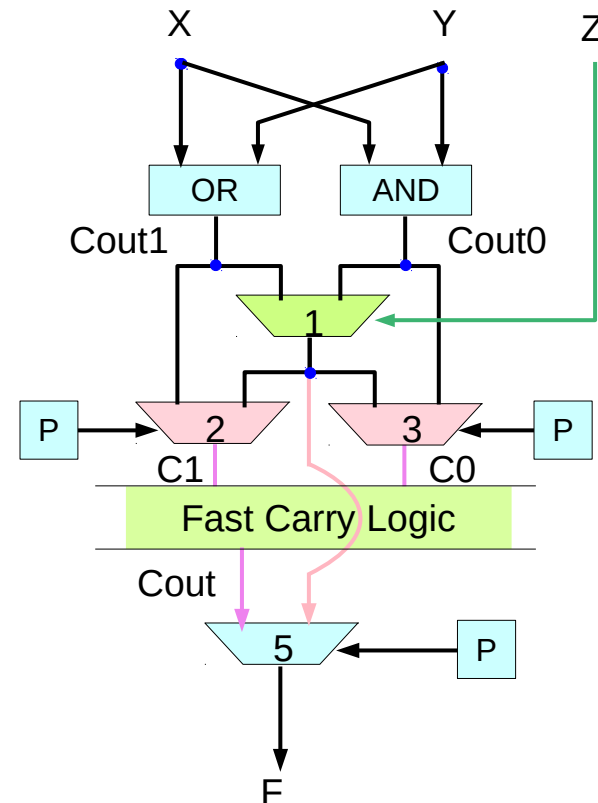 X Y Z
OR AND
Cout1 Cout0
1
P 2 3 P
C1 C0
Fast Carry Logic
Cout
5 P
F